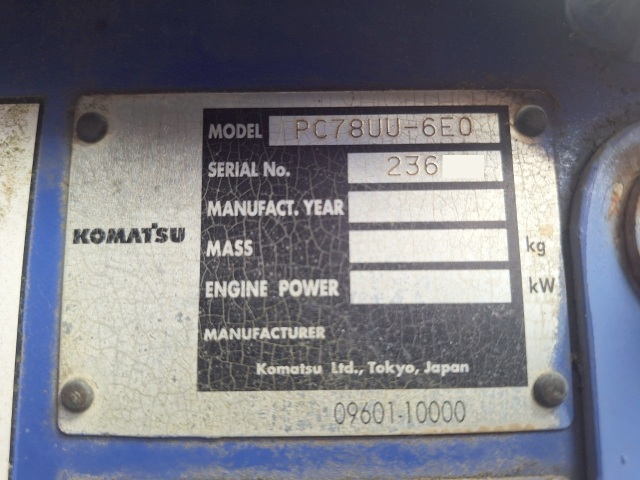 MODEL PC78UU-6E0
SERIAL No. 236
MANUFACT. YEAR
KOMATSU
MASS kg
ENGINE POWER kW
MANUFACTURER
Komatsu Ltd., Tokyo, Japan
09601-10000